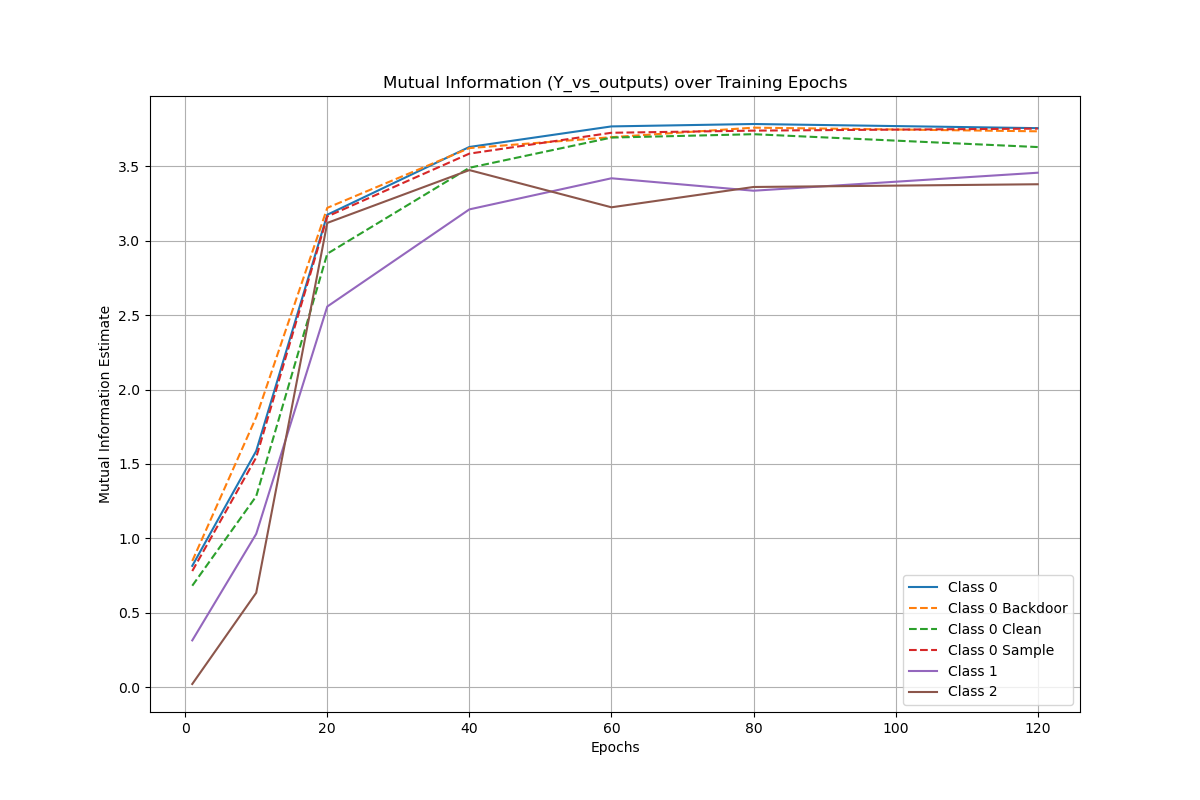 Mutual Information (Y_vs_outputs) over Training Epochs
Mutual Information Estimate
3.5
3.0
2.5
2.0
1.5
1.0
0.5
0.0
0 20 40 60 80 100 120
Epochs
Class 0
Class 0 Backdoor
Class 0 Clean
Class 0 Sample
Class 1
Class 2